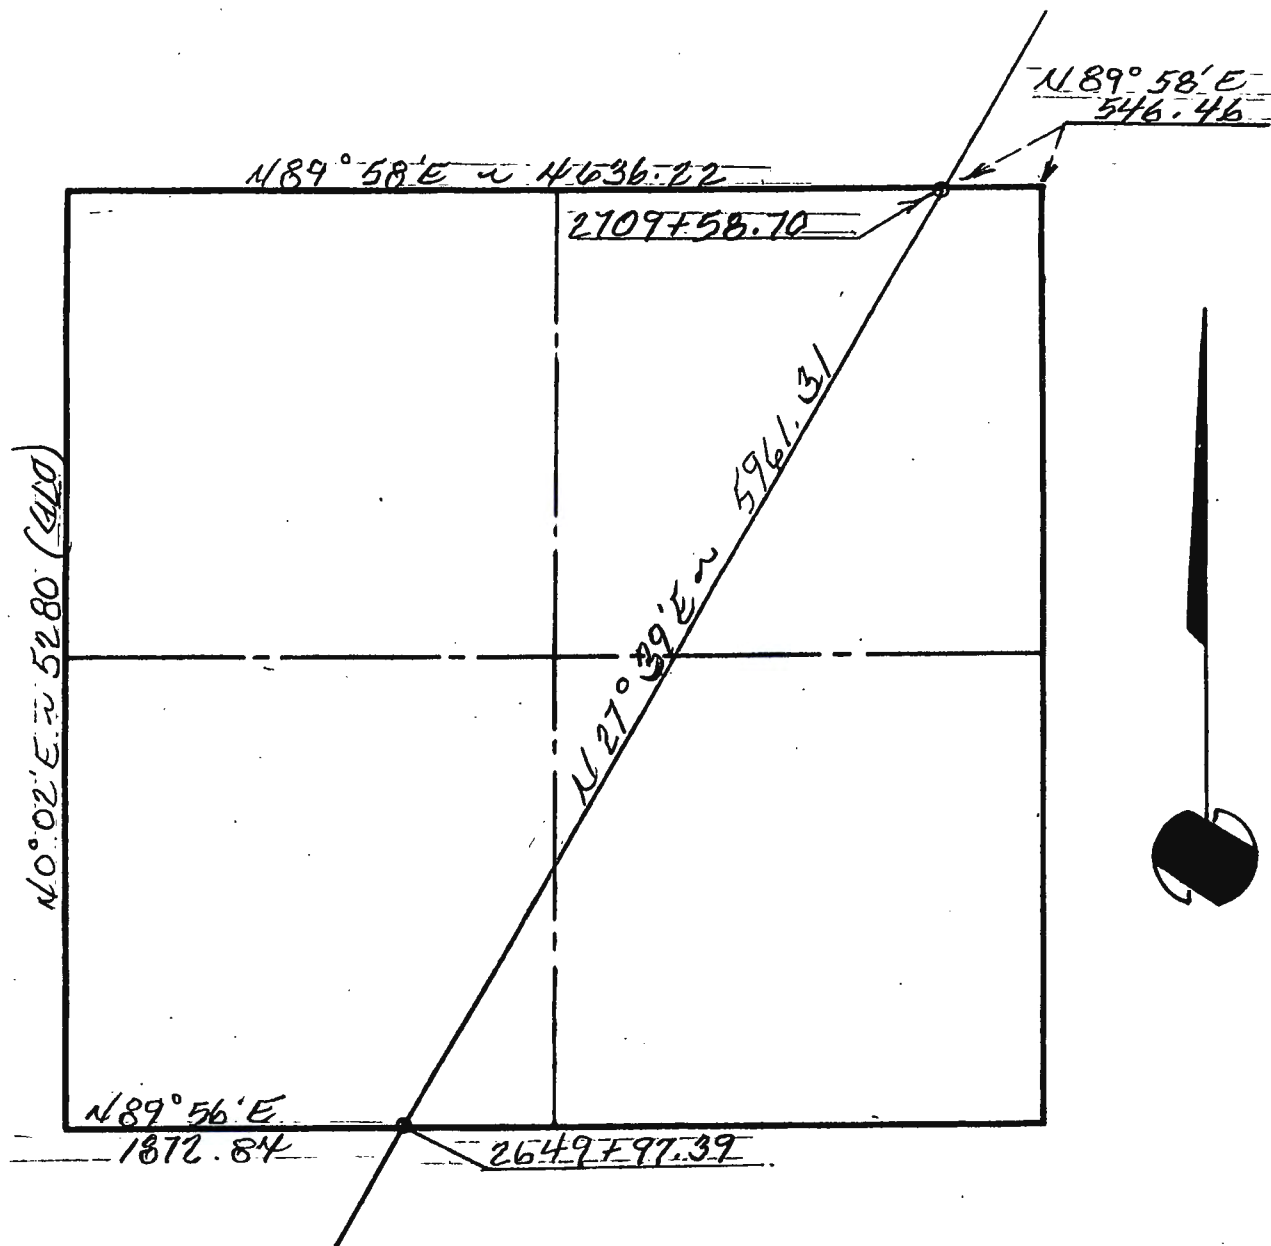 N 89° 58' E
546.46
N 89° 58' E ~ 4636.22
2709+58.70
N 27° 39' E ~ 5961.31
N 0° 02' E ~ 5280 (GLO)
N 89° 56' E
1872.84
2649+97.39